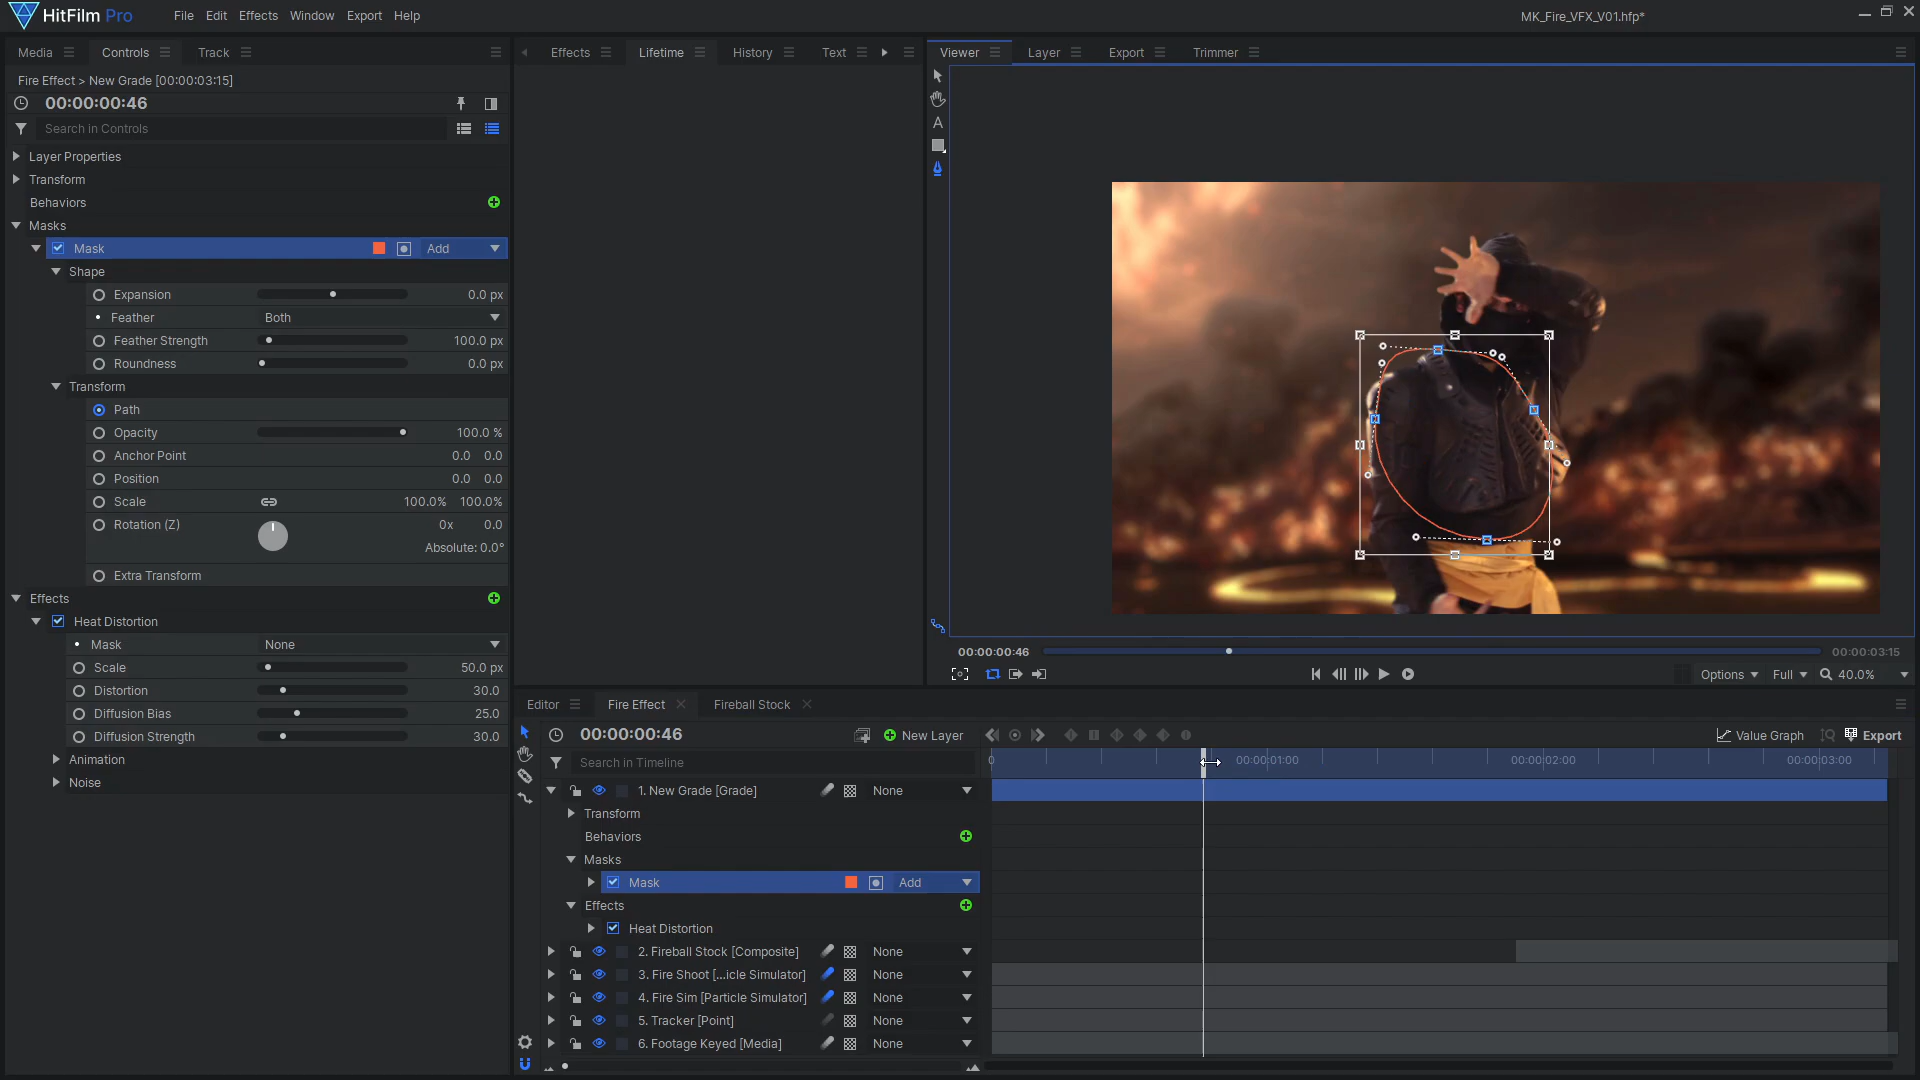 HitFilm Pro
File Edit Effects Window Export Help
MK_Fire_VFX_V01.hfp*
Media Controls Track
Effects Lifetime History Text
Viewer Layer Export Trimmer
Fire Effect > New Grade [00:00:03:15]
00:00:00:46
Search in Controls
Layer Properties
Transform
Behaviors
Masks
Mask Add
Shape
Expansion 0.0 px
Feather Both
Feather Strength 100.0 px
Roundness 0.0 px
Transform
Path
Opacity 100.0 %
Anchor Point 0.0 0.0
Position 0.0 0.0
Scale 100.0% 100.0%
Rotation (Z) 0x 0.0
Absolute: 0.0°
Extra Transform
Effects
Heat Distortion
Mask None
Scale 50.0 px
Distortion 30.0
Diffusion Bias 25.0
Diffusion Strength 30.0
Animation
Noise
A
00:00:00:46 00:00:03:15
Options Full 40.0%
Editor Fire Effect Fireball Stock
00:00:00:46 New Layer Value Graph Export
Search in Timeline
0 00:00:01:00 00:00:02:00 00:00:03:00
1. New Grade [Grade] None
Transform
Behaviors
Masks
Mask Add
Effects
Heat Distortion
2. Fireball Stock [Composite] None
3. Fire Shoot [...icle Simulator] None
4. Fire Sim [Particle Simulator] None
5. Tracker [Point] None
6. Footage Keyed [Media] None